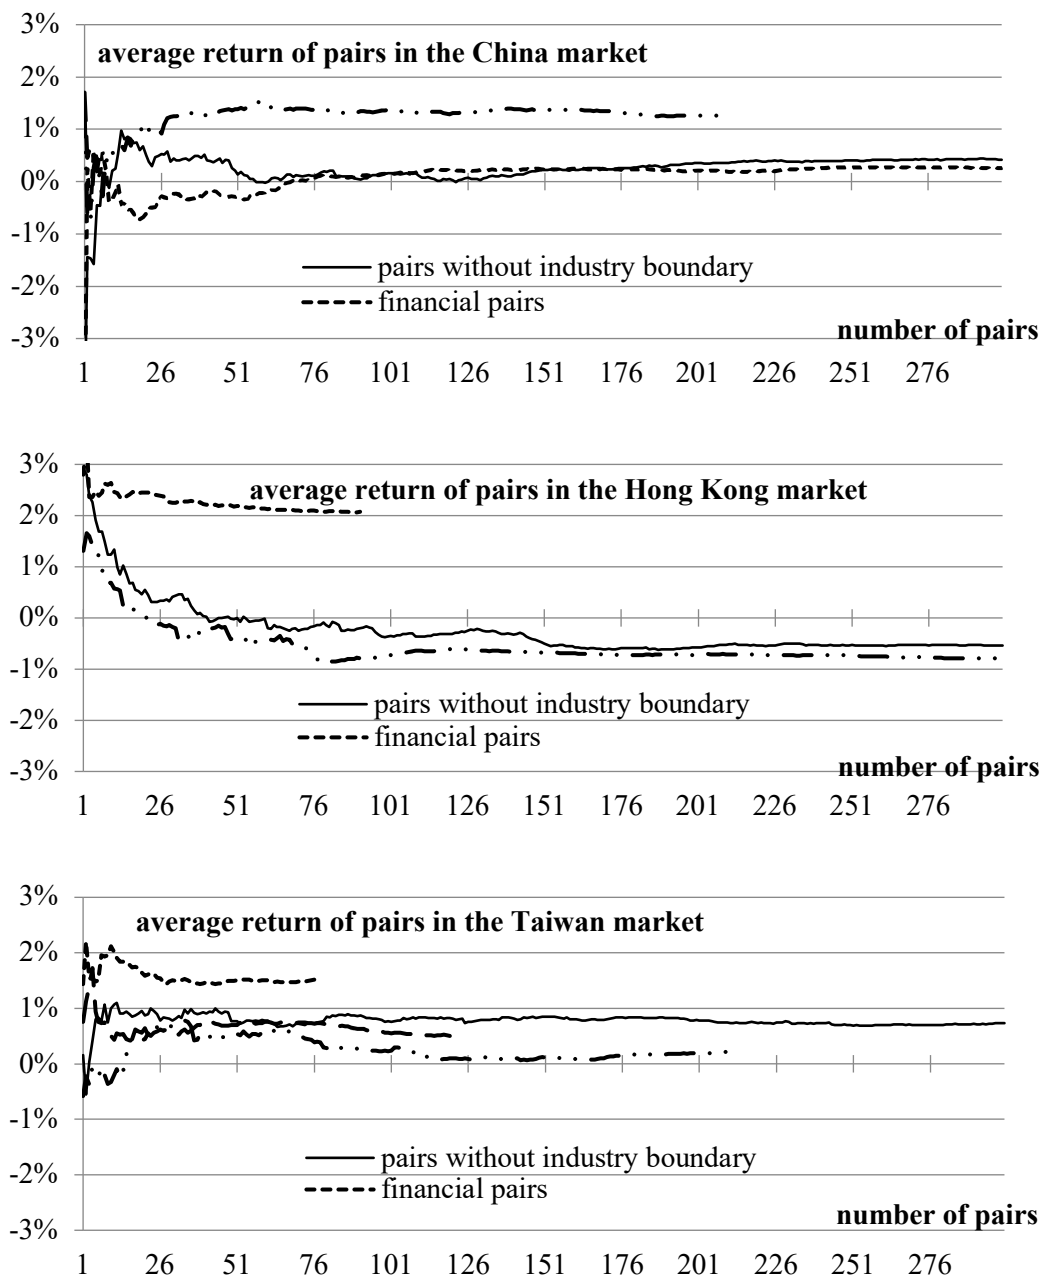 3%
average return of pairs in the China market
2%
1%
0%
-1%
pairs without industry boundary
-2%
financial pairs
-3%
number of pairs
1 26 51 76 101 126 151 176 201 226 251 276
3%
average return of pairs in the Hong Kong market
2%
1%
0%
-1%
pairs without industry boundary
-2%
financial pairs
-3%
number of pairs
1 26 51 76 101 126 151 176 201 226 251 276
3%
average return of pairs in the Taiwan market
2%
1%
0%
-1%
pairs without industry boundary
-2%
financial pairs
-3%
number of pairs
1 26 51 76 101 126 151 176 201 226 251 276